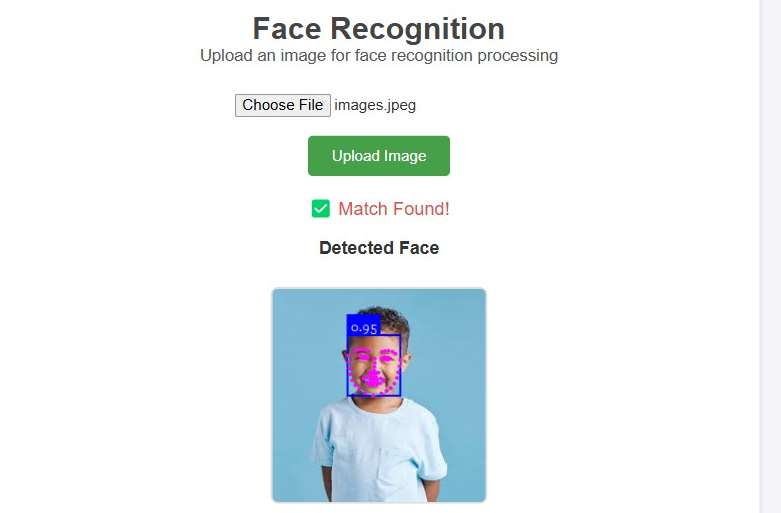 Face Recognition
Upload an image for face recognition processing
Choose File images.jpeg
Upload Image
Match Found!
Detected Face
0.95